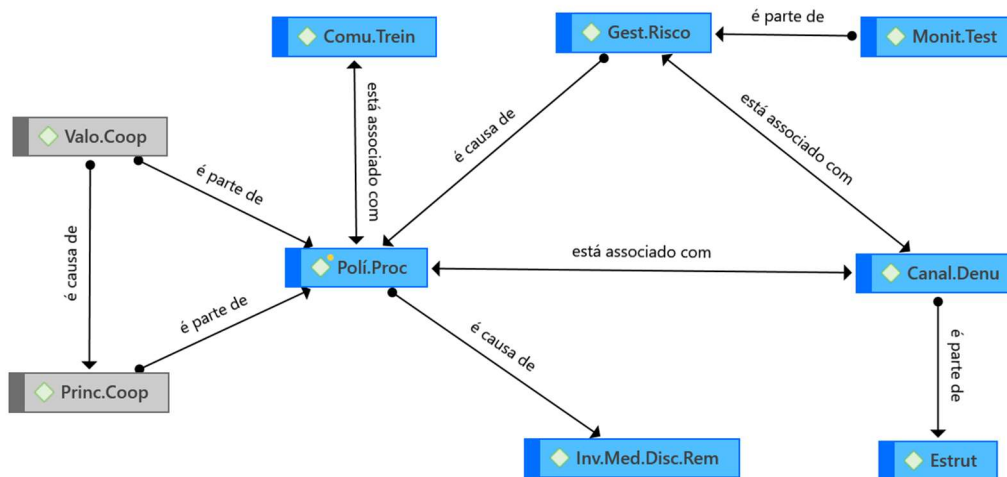 Comu.Trein
Gest.Risco
é parte de
Monit.Test
está associado com
é causa de
está associado com
Valo.Coop
é parte de
é causa de
Polí.Proc
está associado com
Canal.Denu
é parte de
é causa de
é parte de
Princ.Coop
Inv.Med.Disc.Rem
Estrut